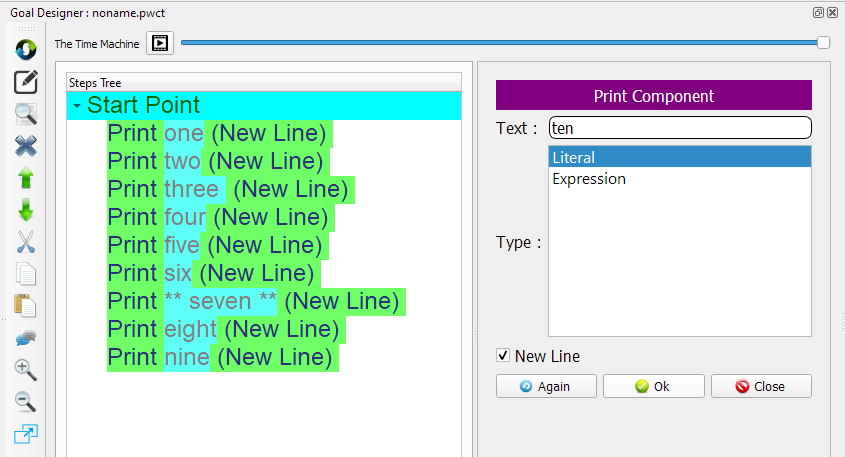 Goal Designer : noname.pwct
The Time Machine
Steps Tree
Start Point
Print one (New Line)
Print two (New Line)
Print three (New Line)
Print four (New Line)
Print five (New Line)
Print six (New Line)
Print ** seven ** (New Line)
Print eight (New Line)
Print nine (New Line)
Print Component
Text : ten
Literal
Expression
Type :
New Line
Again Ok Close